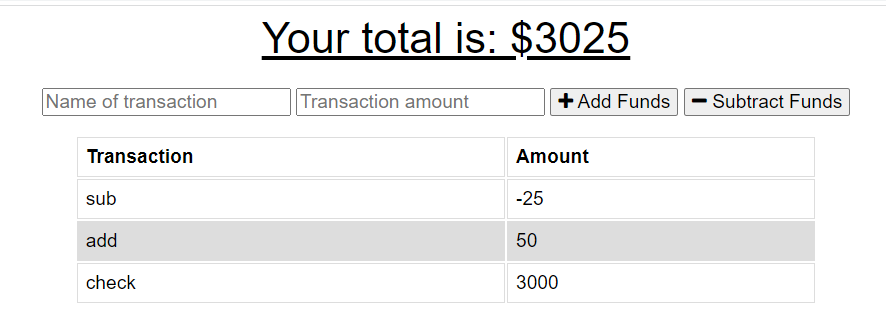 Your total is: $3025
Name of transaction Transaction amount Add Funds Subtract Funds
Transaction Amount
sub -25
add 50
check 3000